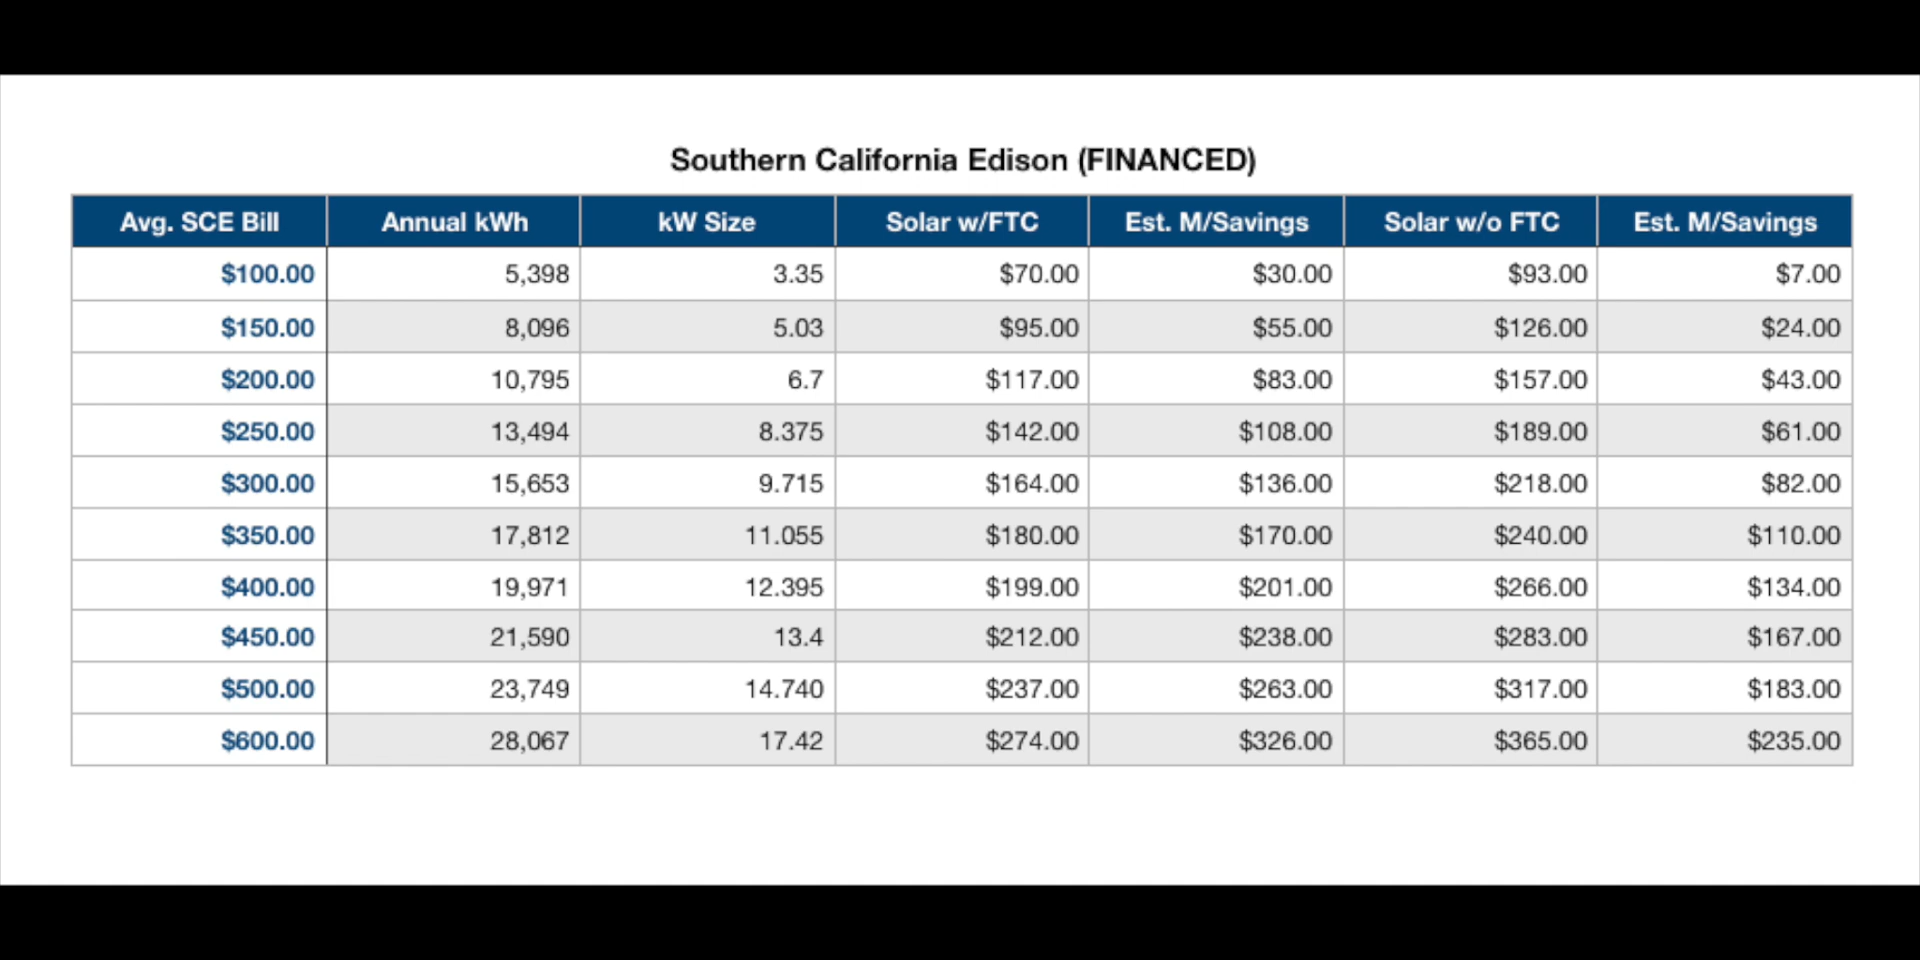 Southern California Edison (FINANCED)
Avg. SCE Bill Annual kWh kW Size Solar w/FTC Est. M/Savings Solar w/o FTC Est. M/Savings
$100.00 5,398 3.35 $70.00 $30.00 $93.00 $7.00
$150.00 8,096 5.03 $95.00 $55.00 $126.00 $24.00
$200.00 10,795 6.7 $117.00 $83.00 $157.00 $43.00
$250.00 13,494 8.375 $142.00 $108.00 $189.00 $61.00
$300.00 15,653 9.715 $164.00 $136.00 $218.00 $82.00
$350.00 17,812 11.055 $180.00 $170.00 $240.00 $110.00
$400.00 19,971 12.395 $199.00 $201.00 $266.00 $134.00
$450.00 21,590 13.4 $212.00 $238.00 $283.00 $167.00
$500.00 23,749 14.740 $237.00 $263.00 $317.00 $183.00
$600.00 28,067 17.42 $274.00 $326.00 $365.00 $235.00